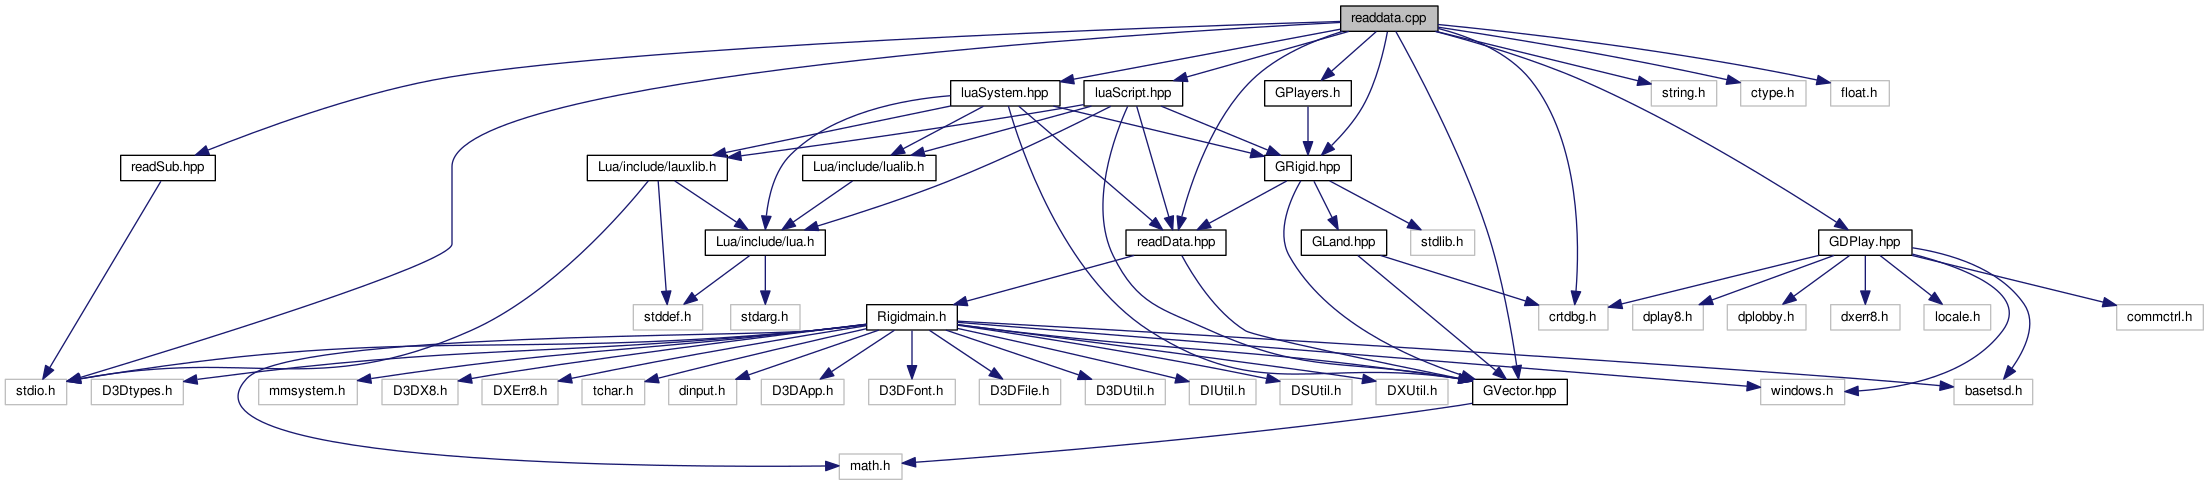 readdata.cpp
luaSystem.hpp
luaScript.hpp
GPlayers.h
string.h
ctype.h
float.h
readSub.hpp
Lua/include/lauxlib.h
Lua/include/lualib.h
GRigid.hpp
Lua/include/lua.h
readData.hpp
GLand.hpp
stdlib.h
GDPlay.hpp
stddef.h
stdarg.h
Rigidmain.h
crtdbg.h
dplay8.h
dplobby.h
dxerr8.h
locale.h
commctrl.h
stdio.h
D3Dtypes.h
mmsystem.h
D3DX8.h
DXErr8.h
tchar.h
dinput.h
D3DApp.h
D3DFont.h
D3DFile.h
D3DUtil.h
DIUtil.h
DSUtil.h
DXUtil.h
GVector.hpp
windows.h
basetsd.h
math.h